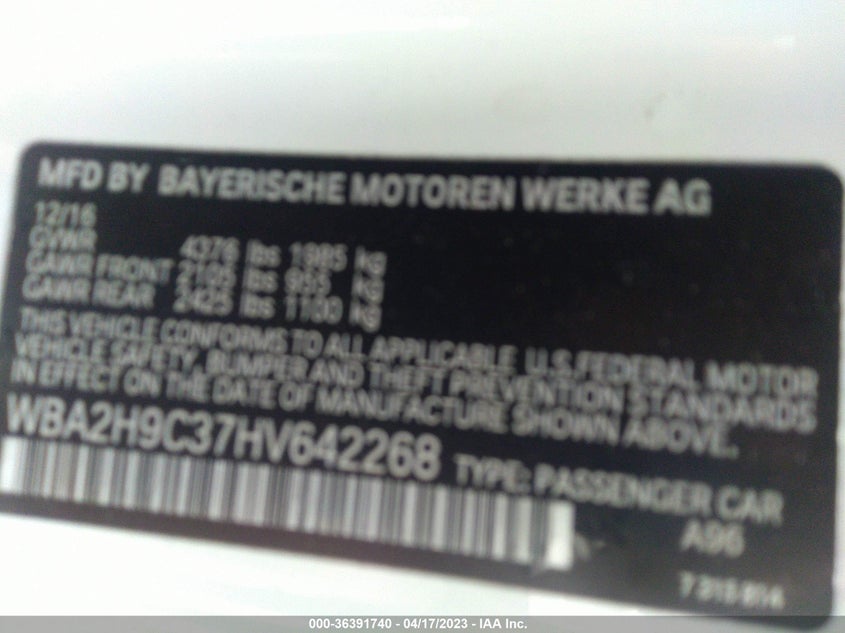 MFD BY BAYERISCHE MOTOREN WERKE AG
12/16
GVWR 4376 lbs 1985 kg
GAWR FRONT 2105 lbs 955 kg
GAWR REAR 2425 lbs 1100 kg
THIS VEHICLE CONFORMS TO ALL APPLICABLE U.S. FEDERAL MOTOR
VEHICLE SAFETY, BUMPER AND THEFT PREVENTION STANDARDS
IN EFFECT ON THE DATE OF MANUFACTURE SHOWN ABOVE.
WBA2H9C37HV642268 TYPE: PASSENGER CAR
A96
000-36391740 - 04/17/2023 - IAA Inc.